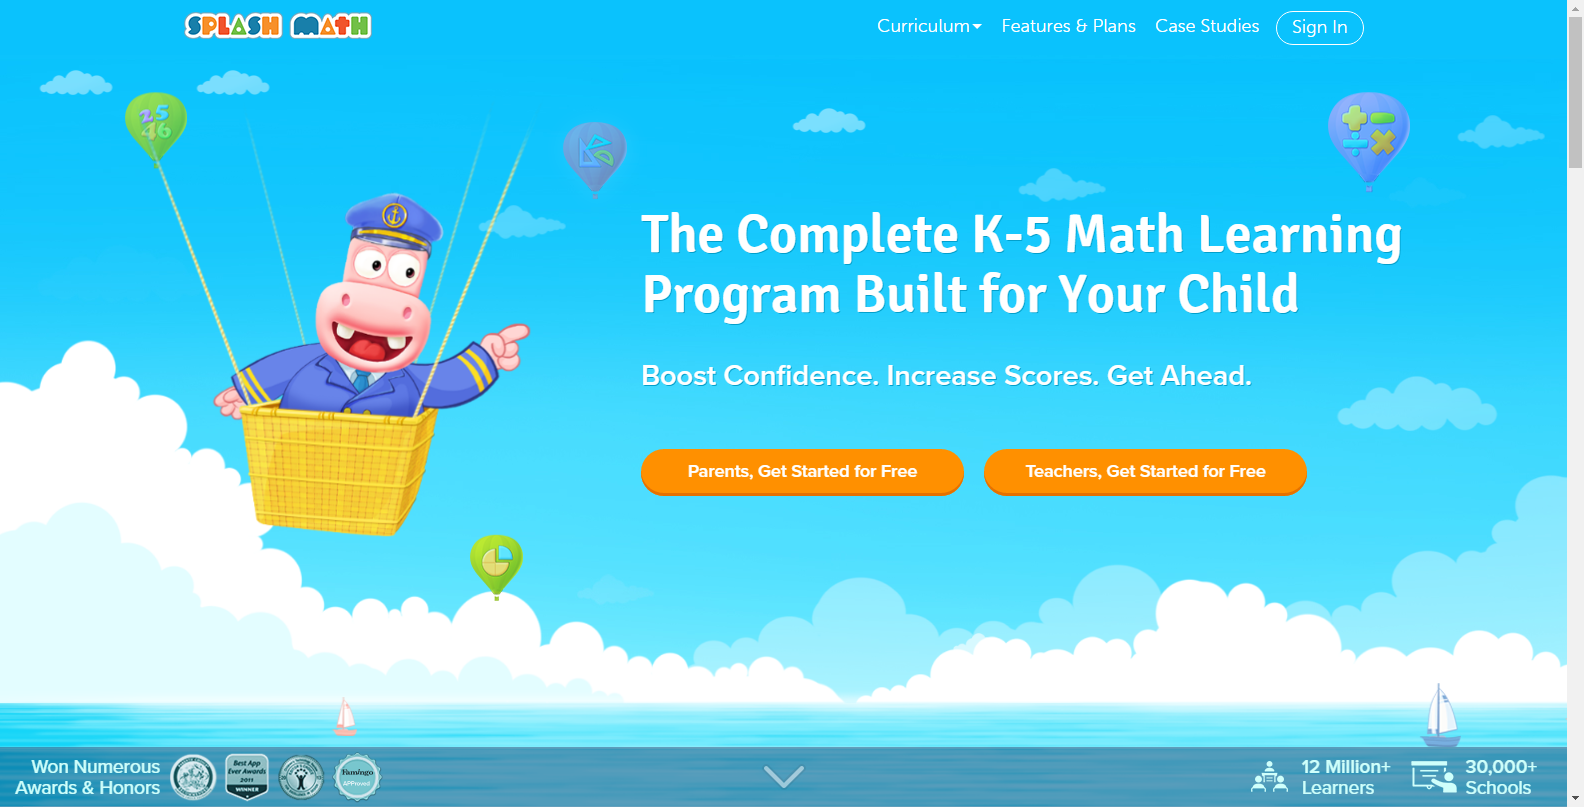 SPLASH MATH
Curriculum
Features & Plans
Case Studies
Sign In
25
46
The Complete K-5 Math Learning
Program Built for Your Child
Boost Confidence. Increase Scores. Get Ahead.
Parents, Get Started for Free
Teachers, Get Started for Free
Won Numerous
Awards & Honors
Best App
Ever Awards
2011
WINNER
Famingo
APProved
12 Million+
Learners
30,000+
Schools